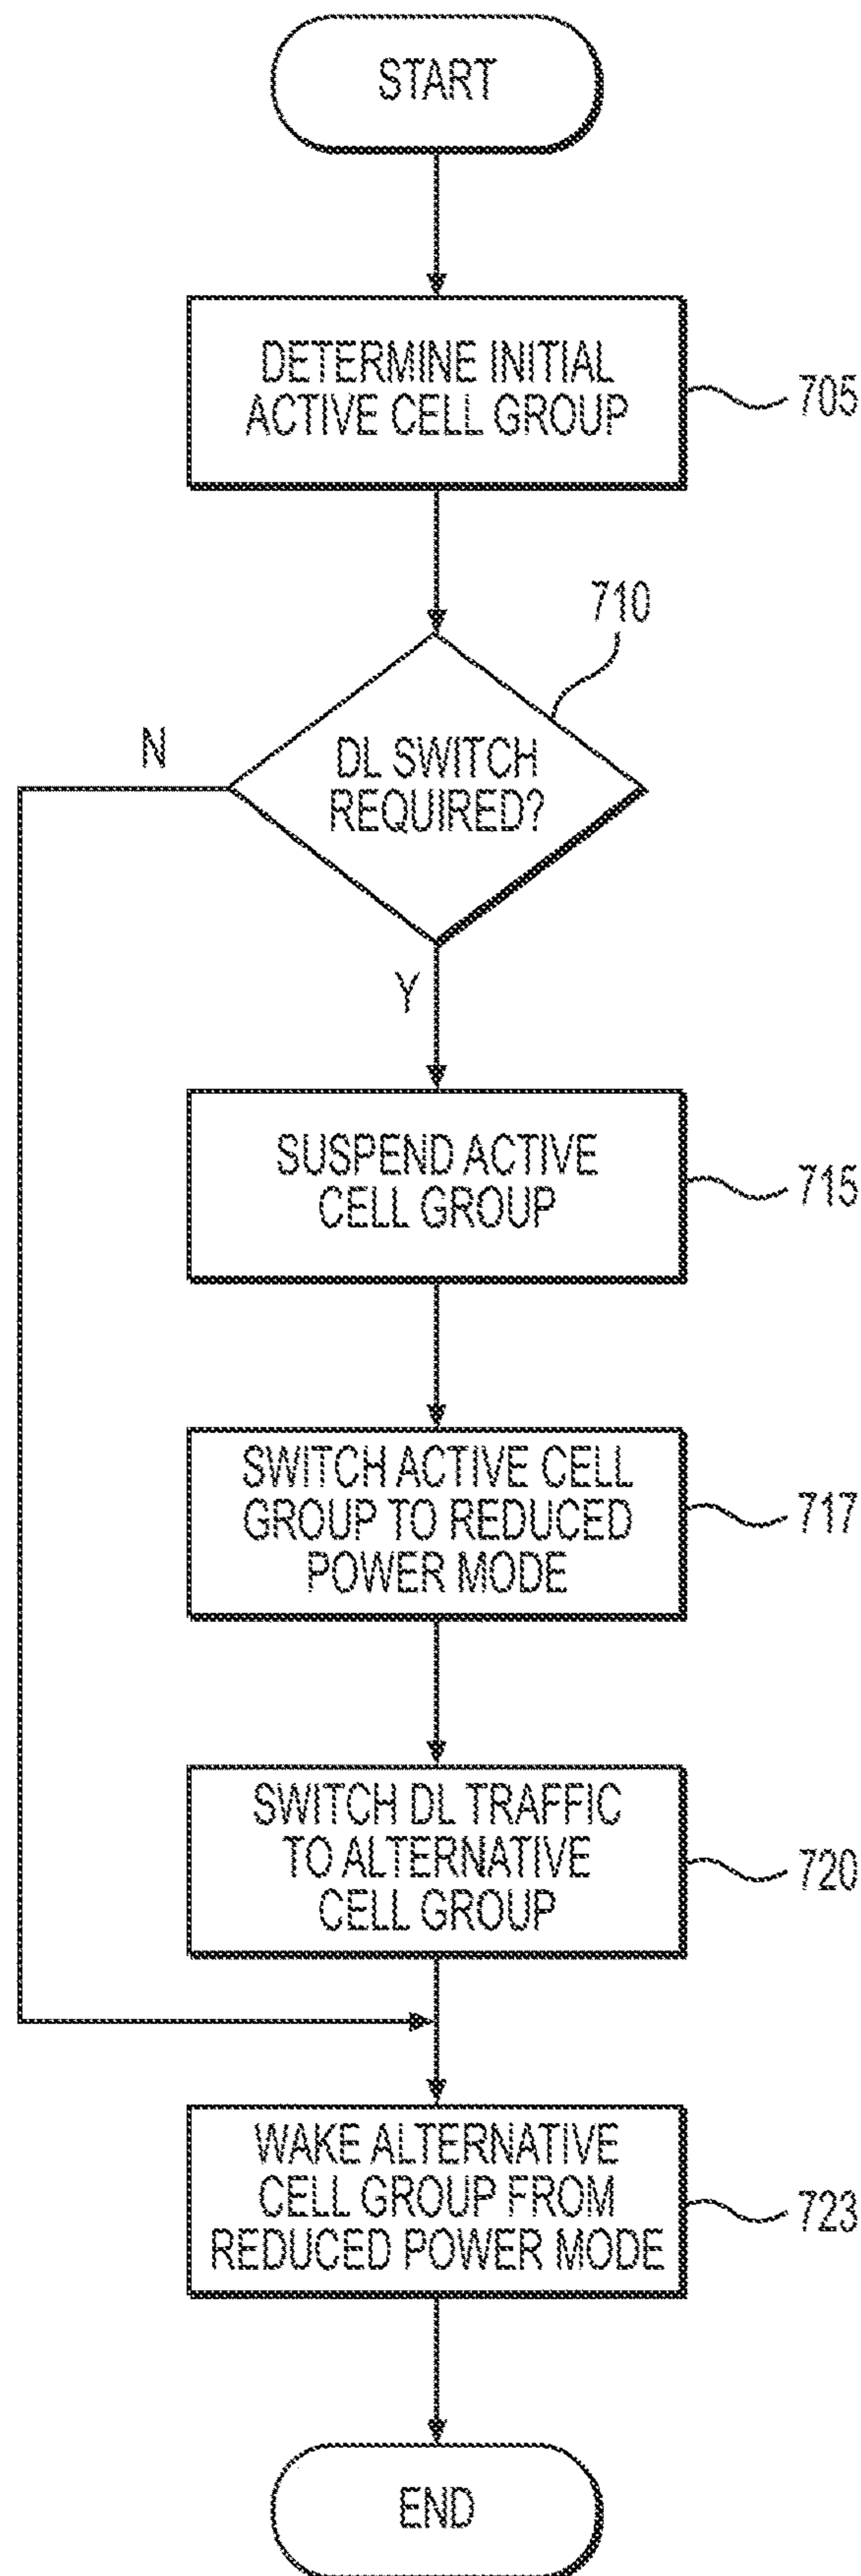 START
DETERMINE INITIAL
ACTIVE CELL GROUP
705
710
N
DL SWITCH
REQUIRED?
Y
SUSPEND ACTIVE
CELL GROUP
715
SWITCH ACTIVE CELL
GROUP TO REDUCED
POWER MODE
717
SWITCH DL TRAFFIC
TO ALTERNATIVE
CELL GROUP
720
WAKE ALTERNATIVE
CELL GROUP FROM
REDUCED POWER MODE
723
END